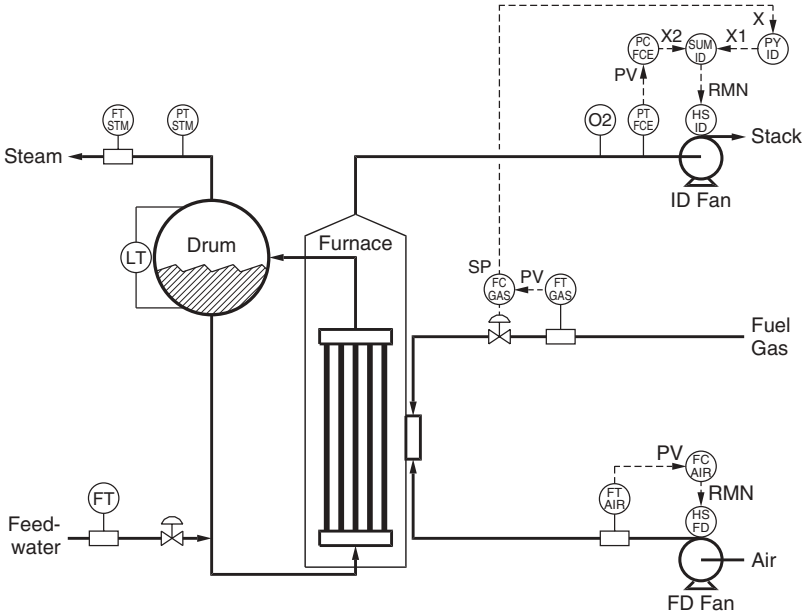 X
PC
FCE
X2
SUM
ID
X1
PY
ID
PV
RMN
FT
STM
PT
STM
O2
PT
FCE
HS
ID
Steam
Stack
ID Fan
Drum
Furnace
LT
SP
FC
GAS
PV
FT
GAS
Fuel
Gas
PV
FC
AIR
FT
AIR
RMN
FT
HS
FD
Feed-
water
Air
FD Fan